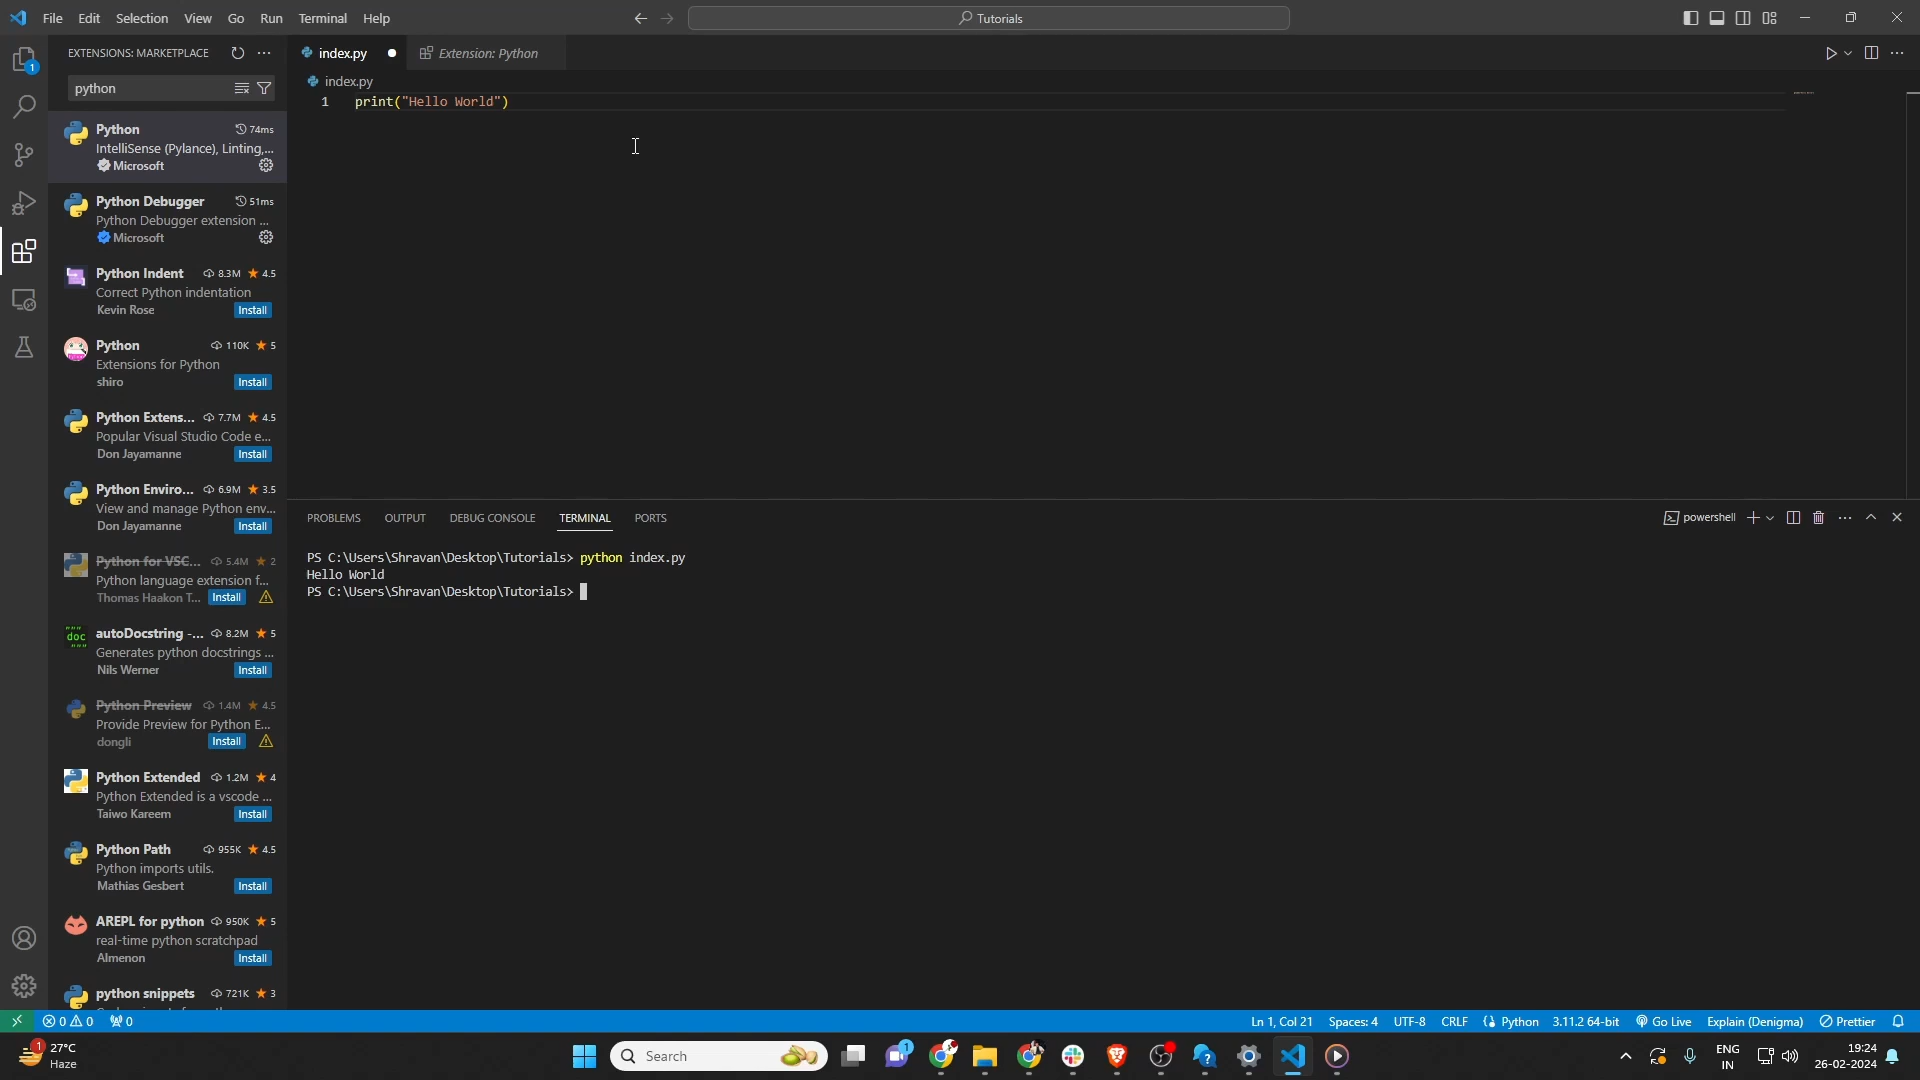 File Edit Selection View Go Run Terminal Help
Tutorials
EXTENSIONS: MARKETPLACE
python
Python 74ms
IntelliSense (Pylance), Linting,...
Microsoft
Python Debugger 51ms
Python Debugger extension ...
Microsoft
Python Indent 8.3M 4.5
Correct Python indentation
Kevin Rose Install
Python 110K 5
Extensions for Python
shiro Install
Python Extens... 7.7M 4.5
Popular Visual Studio Code e...
Don Jayamanne Install
Python Enviro... 6.9M 3.5
View and manage Python env...
Don Jayamanne Install
Python for VSC... 5.4M 2
Python language extension f...
Thomas Haakon T... Install
doc
autoDocstring -... 8.2M 5
Generates python docstrings ...
Nils Werner Install
Python Preview 1.4M 4.5
Provide Preview for Python E...
dongli Install
Python Extended 1.2M 4
Python Extended is a vscode ...
Taiwo Kareem Install
Python Path 955K 4.5
Python imports utils.
Mathias Gesbert Install
AREPL for python 950K 5
real-time python scratchpad
Almenon Install
python snippets 721K 3
index.py
Extension: Python
index.py
1 print("Hello World")
PROBLEMS OUTPUT DEBUG CONSOLE TERMINAL PORTS
powershell
PS C:\Users\Shravan\Desktop\Tutorials> python index.py
Hello World
PS C:\Users\Shravan\Desktop\Tutorials>
1
0 0 0
Ln 1, Col 21 Spaces: 4 UTF-8 CRLF Python 3.11.2 64-bit Go Live Explain (Denigma) Prettier
1
27°C
Haze
Search
1
ENG
IN
19:24
26-02-2024